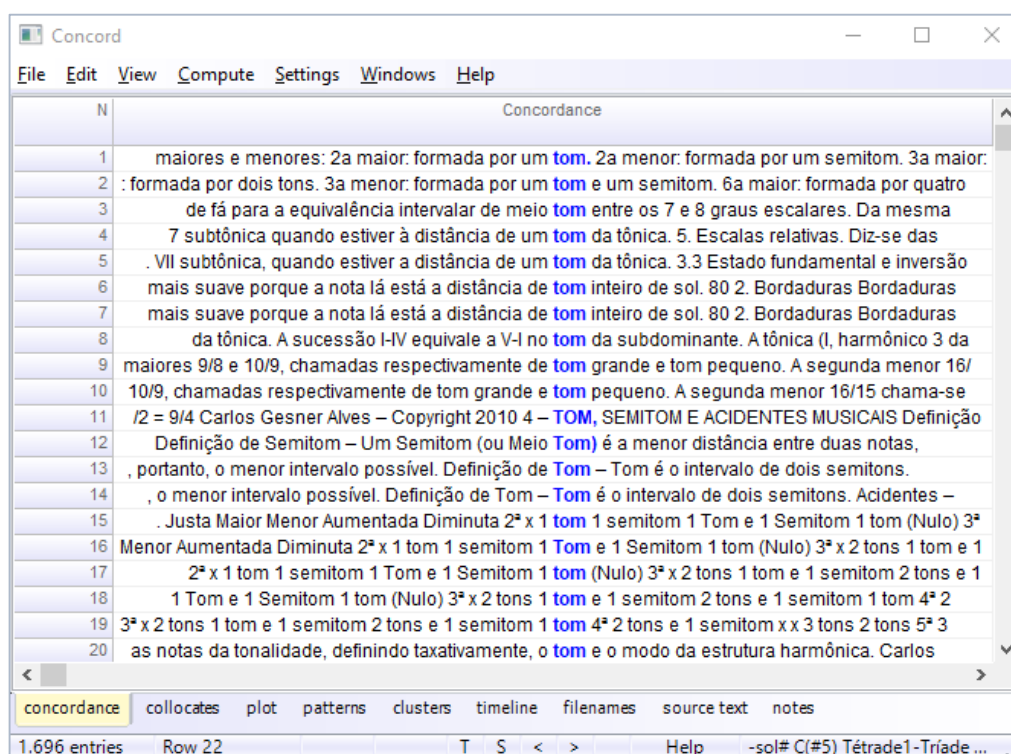 Concord
File Edit View Compute Settings Windows Help
N Concordance
1 maiores e menores: 2a maior: formada por um tom. 2a menor: formada por um semitom. 3a maior:
2 : formada por dois tons. 3a menor: formada por um tom e um semitom. 6a maior: formada por quatro
3 de fá para a equivalência intervalar de meio tom entre os 7 e 8 graus escalares. Da mesma
4 7 subtônica quando estiver à distância de um tom da tônica. 5. Escalas relativas. Diz-se das
5 . VII subtônica, quando estiver a distância de um tom da tônica. 3.3 Estado fundamental e inversão
6 mais suave porque a nota lá está a distância de tom inteiro de sol. 80 2. Bordaduras Bordaduras
7 mais suave porque a nota lá está a distância de tom inteiro de sol. 80 2. Bordaduras Bordaduras
8 da tônica. A sucessão I-IV equivale a V-I no tom da subdominante. A tônica (I, harmônico 3 da
9 maiores 9/8 e 10/9, chamadas respectivamente de tom grande e tom pequeno. A segunda menor 16/
10 10/9, chamadas respectivamente de tom grande e tom pequeno. A segunda menor 16/15 chama-se
11 /2 = 9/4 Carlos Gesner Alves – Copyright 2010 4 – TOM, SEMITOM E ACIDENTES MUSICAIS Definição
12 Definição de Semitom – Um Semitom (ou Meio Tom) é a menor distância entre duas notas,
13 , portanto, o menor intervalo possível. Definição de Tom – Tom é o intervalo de dois semitons.
14 , o menor intervalo possível. Definição de Tom – Tom é o intervalo de dois semitons. Acidentes –
15 . Justa Maior Menor Aumentada Diminuta 2ª x 1 tom 1 semitom 1 Tom e 1 Semitom 1 tom (Nulo) 3ª
16 Menor Aumentada Diminuta 2ª x 1 tom 1 semitom 1 Tom e 1 Semitom 1 tom (Nulo) 3ª x 2 tons 1 tom e 1
17 2ª x 1 tom 1 semitom 1 Tom e 1 Semitom 1 tom (Nulo) 3ª x 2 tons 1 tom e 1 semitom 2 tons e 1
18 1 Tom e 1 Semitom 1 tom (Nulo) 3ª x 2 tons 1 tom e 1 semitom 2 tons e 1 semitom 1 tom 4ª 2
19 3ª x 2 tons 1 tom e 1 semitom 2 tons e 1 semitom 1 tom 4ª 2 tons e 1 semitom x x 3 tons 2 tons 5ª 3
20 as notas da tonalidade, definindo taxativamente, o tom e o modo da estrutura harmônica. Carlos
concordance collocates plot patterns clusters timeline filenames source text notes
1.696 entries Row 22 T S < > Help -sol# C(#5) Tétrade1-Tríade ...